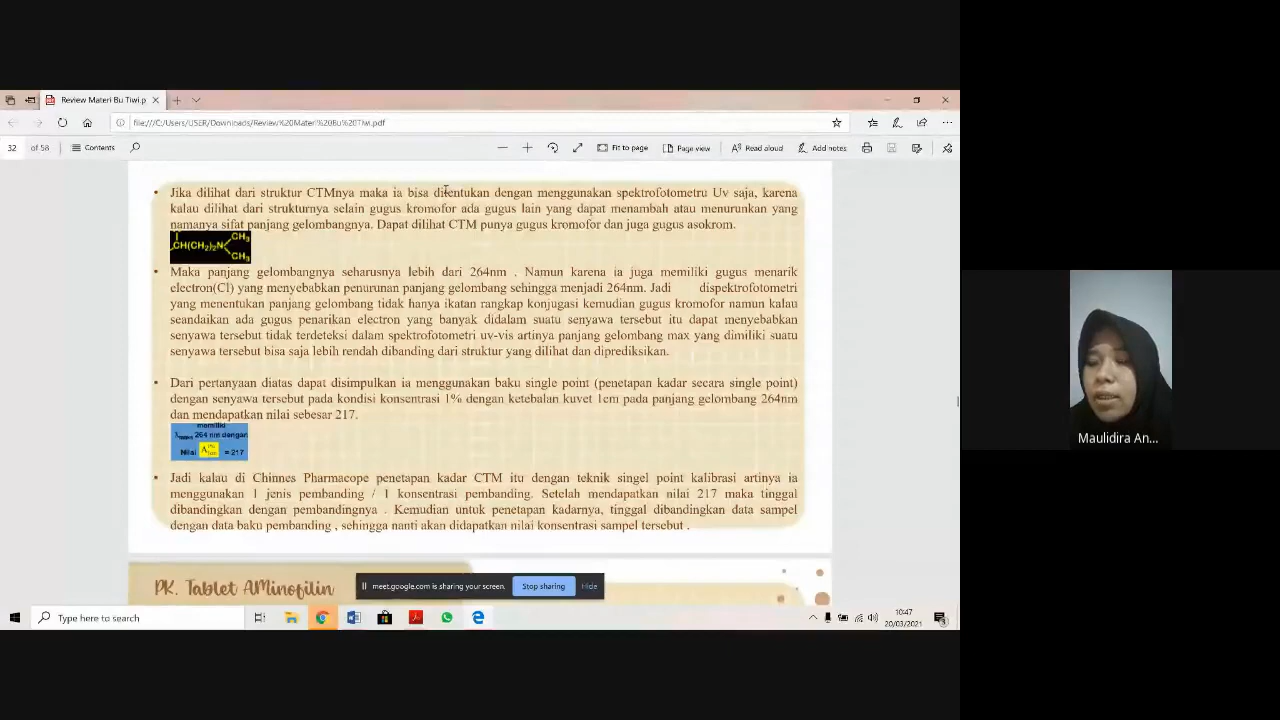 Review Materi Bu Tiwi.p
file:///C:/Users/USER/Downloads/Review%20Materi%20Bu%20Tiwi.pdf
32 of 58 Contents Fit to page Page view Read aloud Add notes
• Jika dilihat dari struktur CTMnya maka ia bisa ditentukan dengan menggunakan spektrofotometru Uv saja, karena
kalau dilihat dari strukturnya selain gugus kromofor ada gugus lain yang dapat menambah atau menurunkan yang
namanya sifat panjang gelombangnya. Dapat dilihat CTM punya gugus kromofor dan juga gugus asokrom.
CH3
CH(CH2)2N
CH3
• Maka panjang gelombangnya seharusnya lebih dari 264nm . Namun karena ia juga memiliki gugus menarik
electron(Cl) yang menyebabkan penurunan panjang gelombang sehingga menjadi 264nm. Jadi dispektrofotometri
yang menentukan panjang gelombang tidak hanya ikatan rangkap konjugasi kemudian gugus kromofor namun kalau
seandaikan ada gugus penarikan electron yang banyak didalam suatu senyawa tersebut itu dapat menyebabkan
senyawa tersebut tidak terdeteksi dalam spektrofotometri uv-vis artinya panjang gelombang max yang dimiliki suatu
senyawa tersebut bisa saja lebih rendah dibanding dari struktur yang dilihat dan diprediksikan.
• Dari pertanyaan diatas dapat disimpulkan ia menggunakan baku single point (penetapan kadar secara single point)
dengan senyawa tersebut pada kondisi konsentrasi 1% dengan ketebalan kuvet 1cm pada panjang gelombang 264nm
dan mendapatkan nilai sebesar 217.
memiliki
264 nm dengan
Nilai A 1% 1cm = 217
• Jadi kalau di Chinnes Pharmacope penetapan kadar CTM itu dengan teknik singel point kalibrasi artinya ia
menggunakan 1 jenis pembanding / 1 konsentrasi pembanding. Setelah mendapatkan nilai 217 maka tinggal
dibandingkan dengan pembandingnya . Kemudian untuk penetapan kadarnya, tinggal dibandingkan data sampel
dengan data baku pembanding , sehingga nanti akan didapatkan nilai konsentrasi sampel tersebut .
PK. Tablet AMinofilin
meet.google.com is sharing your screen. Stop sharing Hide
Type here to search
10:47
20/03/2021
Maulidira An...